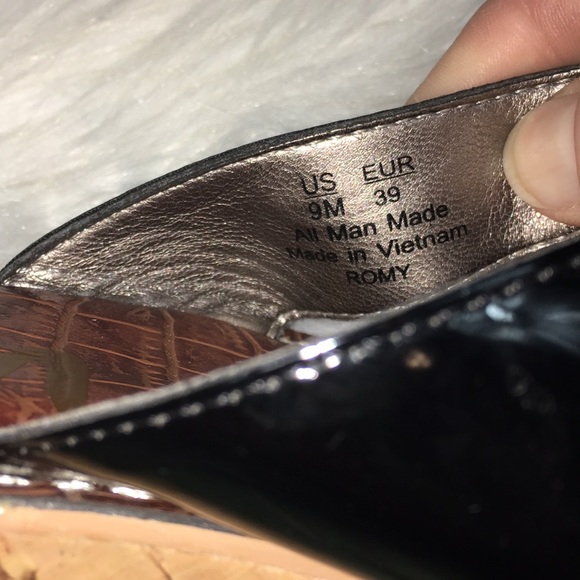 US EUR
9M 39
All Man Made
Made in Vietnam
ROMY